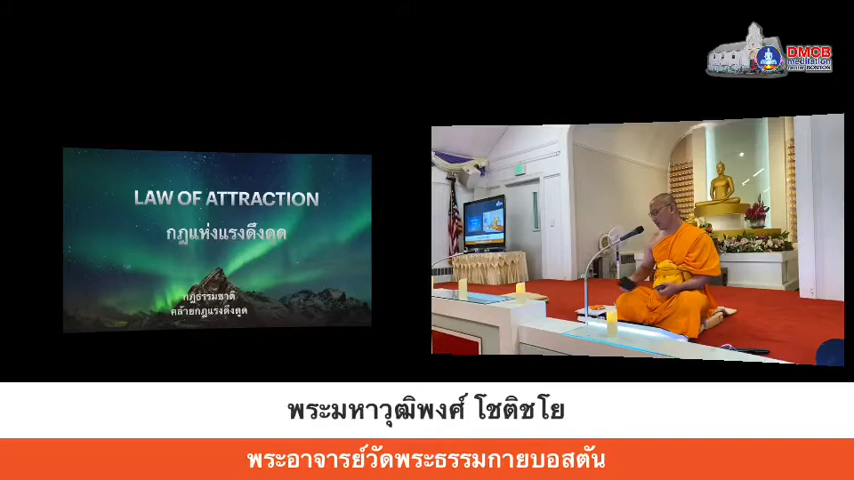 DMCB
meditation
center BOSTON
LAW OF ATTRACTION
กฎแห่งแรงดึงดูด
กฎธรรมชาติ
คล้ายกฎแรงดึงดูด
พระมหาวุฒิพงศ์ โชติชโย
พระอาจารย์วัดพระธรรมกายบอสตัน